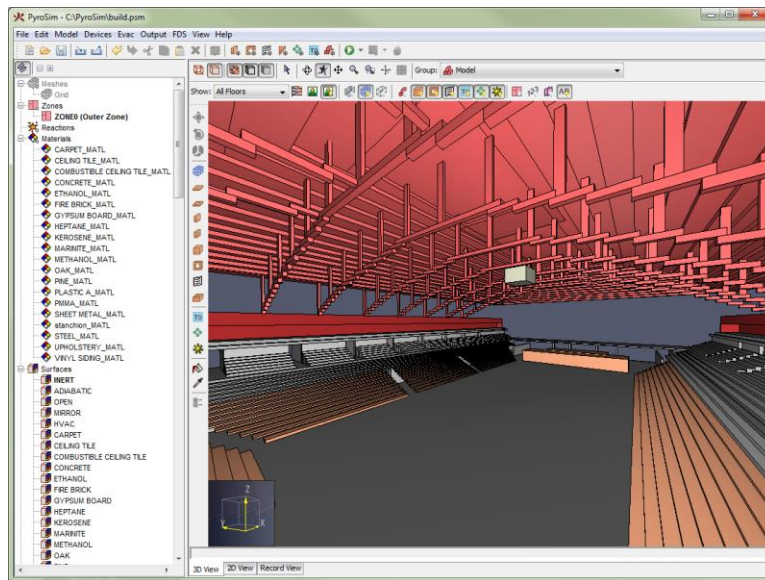 PyroSim - C:\PyroSim\build.psm
File Edit Model Devices Evac Output FDS View Help
Group: Model
Show: All Floors
Meshes
Grid
Zones
ZONE0 (Outer Zone)
Reactions
Materials
CARPET_MATL
CEILING TILE_MATL
COMBUSTIBLE CEILING TILE_MATL
CONCRETE_MATL
ETHANOL_MATL
FIRE BRICK_MATL
GYPSUM BOARD_MATL
HEPTANE_MATL
KEROSENE_MATL
MARINITE_MATL
METHANOL_MATL
OAK_MATL
PINE_MATL
PLASTIC A_MATL
PMMA_MATL
SHEET METAL_MATL
stanchion_MATL
STEEL_MATL
UPHOLSTERY_MATL
VINYL SIDING_MATL
Surfaces
INERT
ADIABATIC
OPEN
MIRROR
HVAC
CARPET
CEILING TILE
COMBUSTIBLE CEILING TILE
CONCRETE
ETHANOL
FIRE BRICK
GYPSUM BOARD
HEPTANE
KEROSENE
MARINITE
METHANOL
OAK
Z
Y
X
3D View 2D View Record View